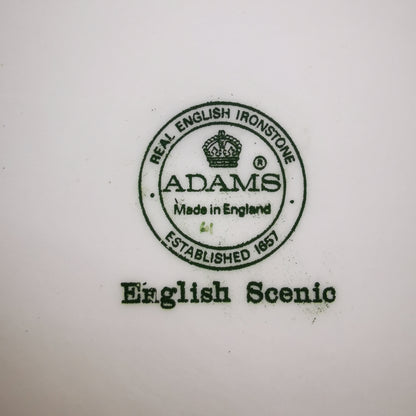 REAL ENGLISH IRONSTONE
®
ADAMS
Made in England
ESTABLISHED 1657
English Scenic